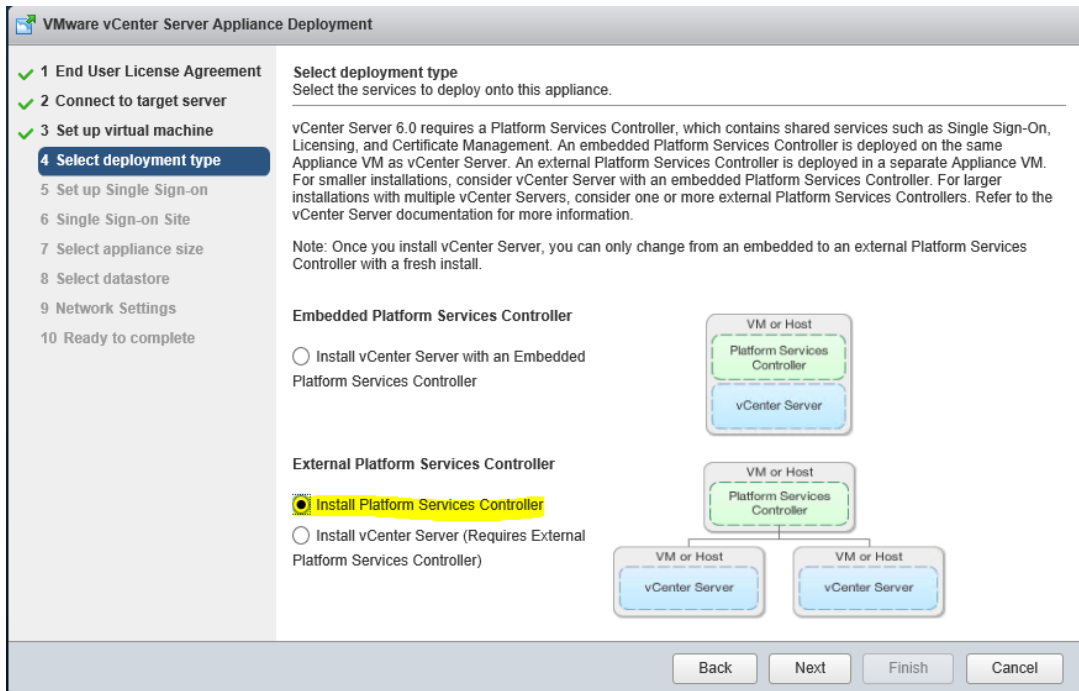 VMware vCenter Server Appliance Deployment
1 End User License Agreement
2 Connect to target server
3 Set up virtual machine
4 Select deployment type
5 Set up Single Sign-on
6 Single Sign-on Site
7 Select appliance size
8 Select datastore
9 Network Settings
10 Ready to complete
Select deployment type
Select the services to deploy onto this appliance.
vCenter Server 6.0 requires a Platform Services Controller, which contains shared services such as Single Sign-On,
Licensing, and Certificate Management. An embedded Platform Services Controller is deployed on the same
Appliance VM as vCenter Server. An external Platform Services Controller is deployed in a separate Appliance VM.
For smaller installations, consider vCenter Server with an embedded Platform Services Controller. For larger
installations with multiple vCenter Servers, consider one or more external Platform Services Controllers. Refer to the
vCenter Server documentation for more information.
Note: Once you install vCenter Server, you can only change from an embedded to an external Platform Services
Controller with a fresh install.
Embedded Platform Services Controller
Install vCenter Server with an Embedded
Platform Services Controller
VM or Host
Platform Services
Controller
vCenter Server
External Platform Services Controller
Install Platform Services Controller
Install vCenter Server (Requires External
Platform Services Controller)
VM or Host
Platform Services
Controller
VM or Host
vCenter Server
VM or Host
vCenter Server
Back
Next
Finish
Cancel